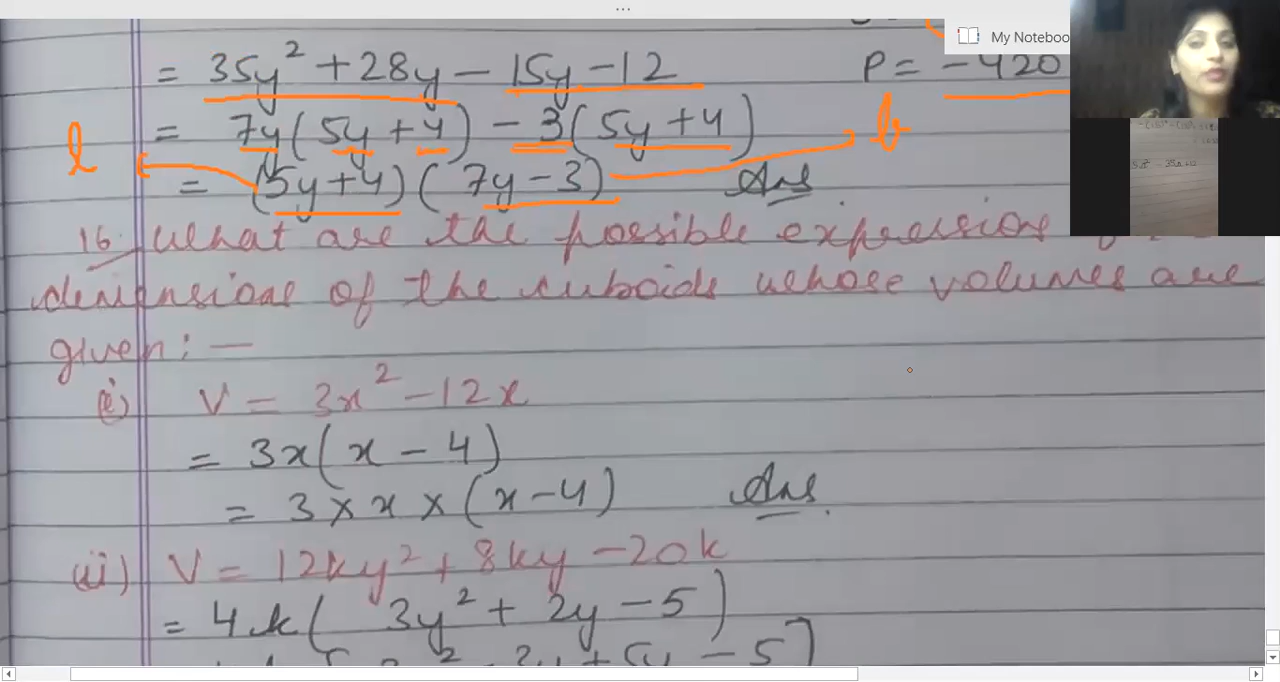 ...
My Notebo
= 35y² + 28y - 15y - 12
P = -420
l = 7y(5y + 4) - 3(5y + 4) b
= (5y + 4)(7y - 3) Ans
16. What are the possible expressions
dimensions of the cuboids whose volumes are
given: —
(i) V = 3x² - 12x
= 3x(x - 4)
= 3 × x × (x - 4) Ans.
(ii) V = 12ky² + 8ky - 20k
= 4k(3y² + 2y - 5)